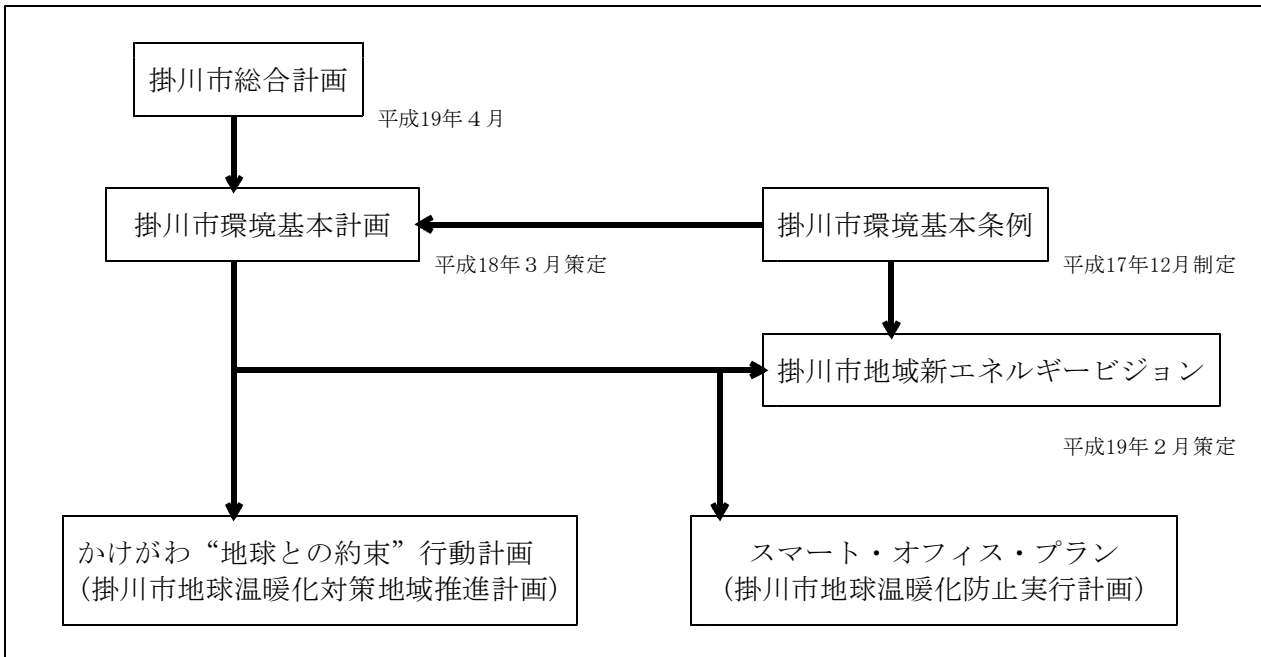 掛川市総合計画
平成19年４月
掛川市環境基本計画
掛川市環境基本条例
平成18年３月策定
平成17年12月制定
掛川市地域新エネルギービジョン
平成19年２月策定
かけがわ“地球との約束”行動計画
（掛川市地球温暖化対策地域推進計画）
スマート・オフィス・プラン
（掛川市地球温暖化防止実行計画）